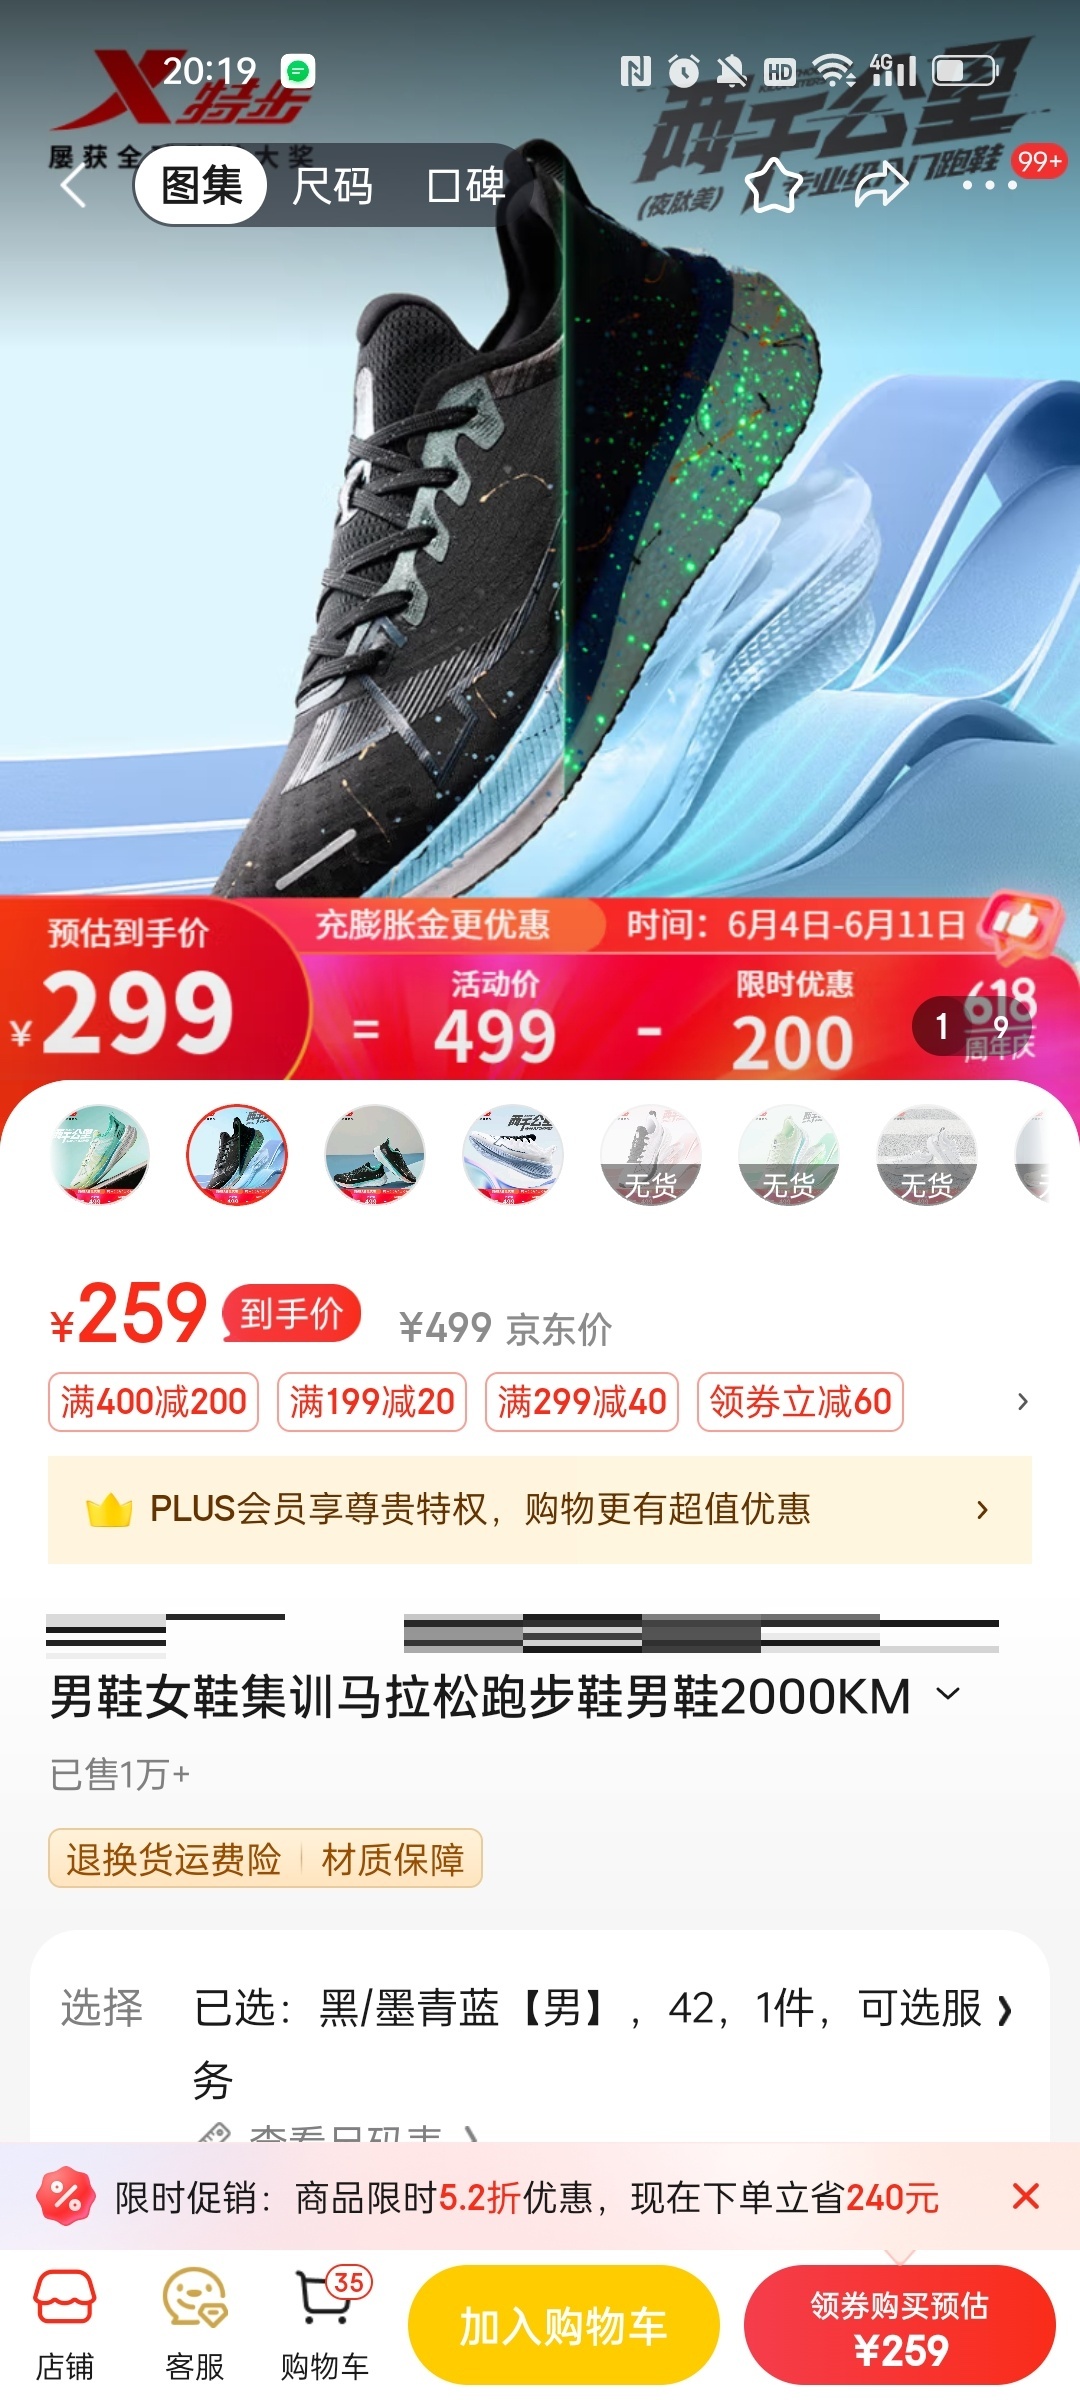 20:19
HD
4G
特步
两千公里
屡获全
大奖
图集
尺码
口碑
(夜肽美)
专业级入门跑鞋
99+
预估到手价
充膨胀金更优惠
时间：6月4日-6月11日
¥299
=
活动价
499
-
限时优惠
200
618
周年庆
1
9
无货
无货
无货
¥259 到手价 ¥499 京东价
满400减200
满199减20
满299减40
领券立减60
PLUS会员享尊贵特权，购物更有超值优惠
男鞋女鞋集训马拉松跑步鞋男鞋2000KM
已售1万+
退换货运费险
材质保障
选择
已选：黑/墨青蓝【男】，42，1件，可选服
务
查看尺码表
限时促销：商品限时5.2折优惠，现在下单立省240元
店铺
客服
35
购物车
加入购物车
领券购买预估
¥259